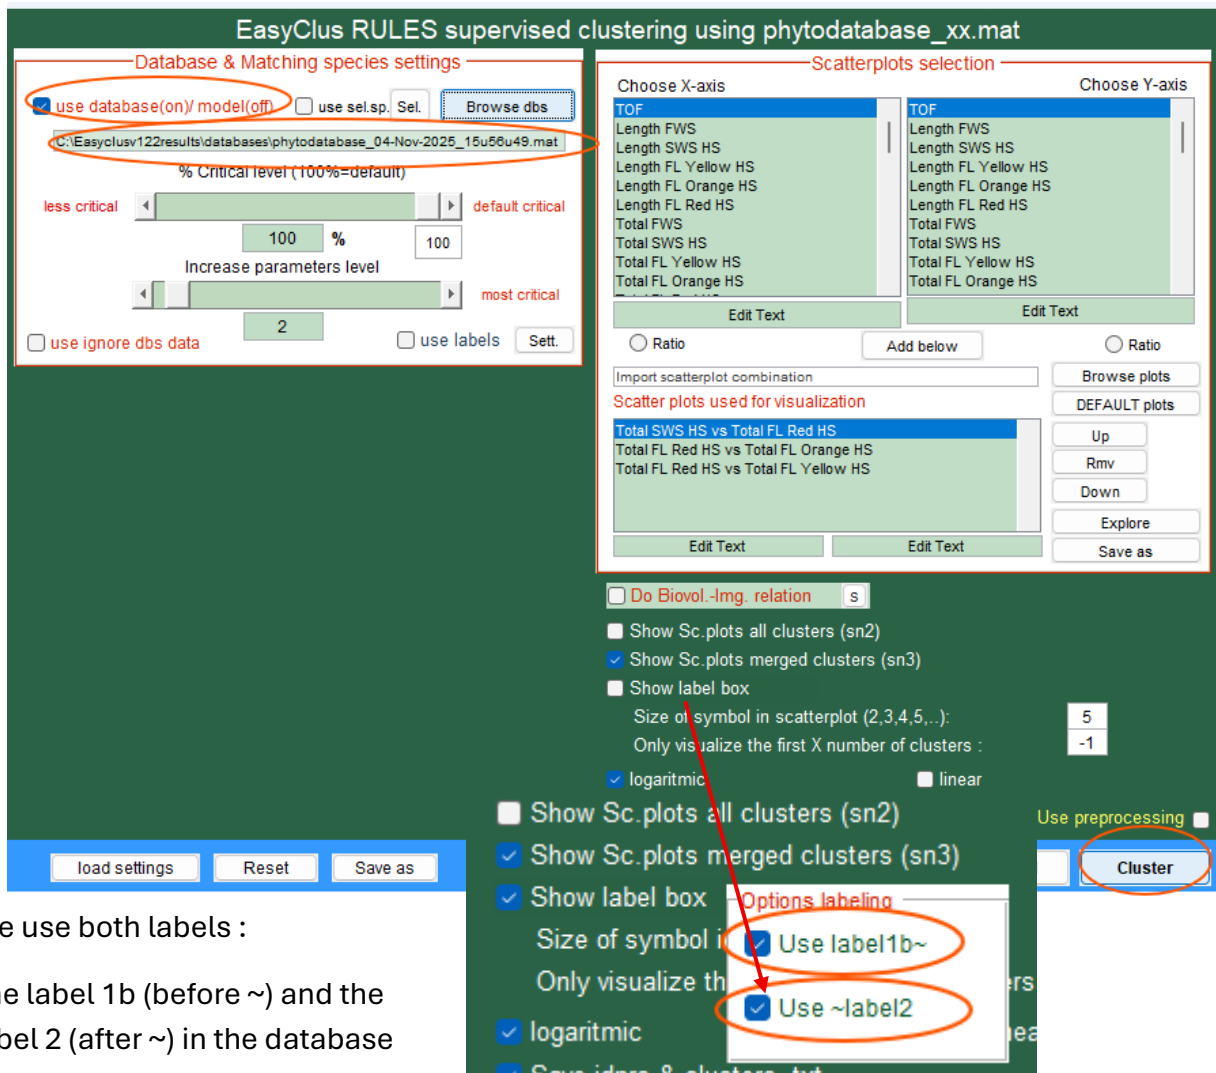 EasyClus RULES supervised clustering using phytodatabase_xx.mat
Database & Matching species settings
use database(on)/ model(off)
use sel.sp.
Sel.
Browse dbs
C:\Easyclusv122results\databases\phytodatabase_04-Nov-2025_15u56u49.mat
% Critical level (100%=default)
less critical
default critical
100
%
100
Increase parameters level
most critical
2
use ignore dbs data
use labels
Sett.
Scatterplots selection
Choose X-axis
Choose Y-axis
TOF
Length FWS
Length SWS HS
Length FL Yellow HS
Length FL Orange HS
Length FL Red HS
Total FWS
Total SWS HS
Total FL Yellow HS
Total FL Orange HS
TOF
Length FWS
Length SWS HS
Length FL Yellow HS
Length FL Orange HS
Length FL Red HS
Total FWS
Total SWS HS
Total FL Yellow HS
Total FL Orange HS
Edit Text
Edit Text
Ratio
Add below
Ratio
Import scatterplot combination
Browse plots
Scatter plots used for visualization
DEFAULT plots
Total SWS HS vs Total FL Red HS
Total FL Red HS vs Total FL Orange HS
Total FL Red HS vs Total FL Yellow HS
Up
Rmv
Down
Explore
Edit Text
Edit Text
Save as
Do Biovol.-Img. relation
s
Show Sc.plots all clusters (sn2)
Show Sc.plots merged clusters (sn3)
Show label box
Size of symbol in scatterplot (2,3,4,5,..):
5
Only visualize the first X number of clusters :
-1
logaritmic
linear
Use preprocessing
load settings
Reset
Save as
Cluster
Show Sc.plots all clusters (sn2)
Show Sc.plots merged clusters (sn3)
Show label box
Options labeling
Size of symbol i
Use label1b~
Only visualize th
ers
Use ~label2
logaritmic
nea
e use both labels :
ne label 1b (before ~) and the
bel 2 (after ~) in the database